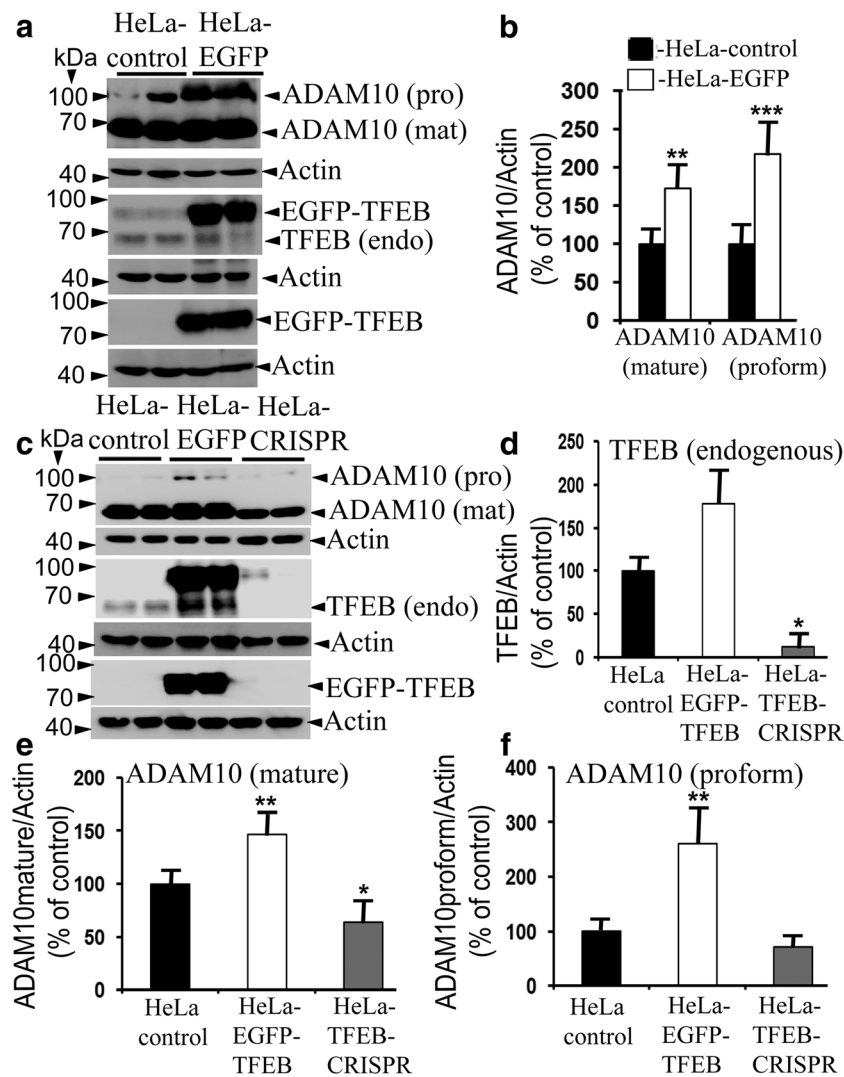 a
HeLa-control
HeLa-EGFP
kDa
100
ADAM10 (pro)
70
ADAM10 (mat)
40
Actin
100
EGFP-TFEB
70
TFEB (endo)
40
Actin
100
EGFP-TFEB
70
40
Actin
b
-HeLa-control
-HeLa-EGFP
ADAM10/Actin
(% of control)
300
250
200
150
100
50
0
**
***
ADAM10
(mature)
ADAM10
(proform)
c
kDa
HeLa-control
HeLa-EGFP
HeLa-CRISPR
100
ADAM10 (pro)
70
ADAM10 (mat)
40
Actin
100
70
TFEB (endo)
40
Actin
100
EGFP-TFEB
70
40
Actin
d
TFEB (endogenous)
TFEB/Actin
(% of control)
250
200
150
100
50
0
*
HeLa
control
HeLa-
EGFP-
TFEB
HeLa-
TFEB-
CRISPR
e
ADAM10 (mature)
ADAM10mature/Actin
(% of control)
200
150
100
50
0
**
*
HeLa
control
HeLa-
EGFP-
TFEB
HeLa-
TFEB-
CRISPR
f
ADAM10 (proform)
ADAM10proform/Actin
(% of control)
400
300
200
100
0
**
HeLa
control
HeLa-
EGFP-
TFEB
HeLa-
TFEB-
CRISPR